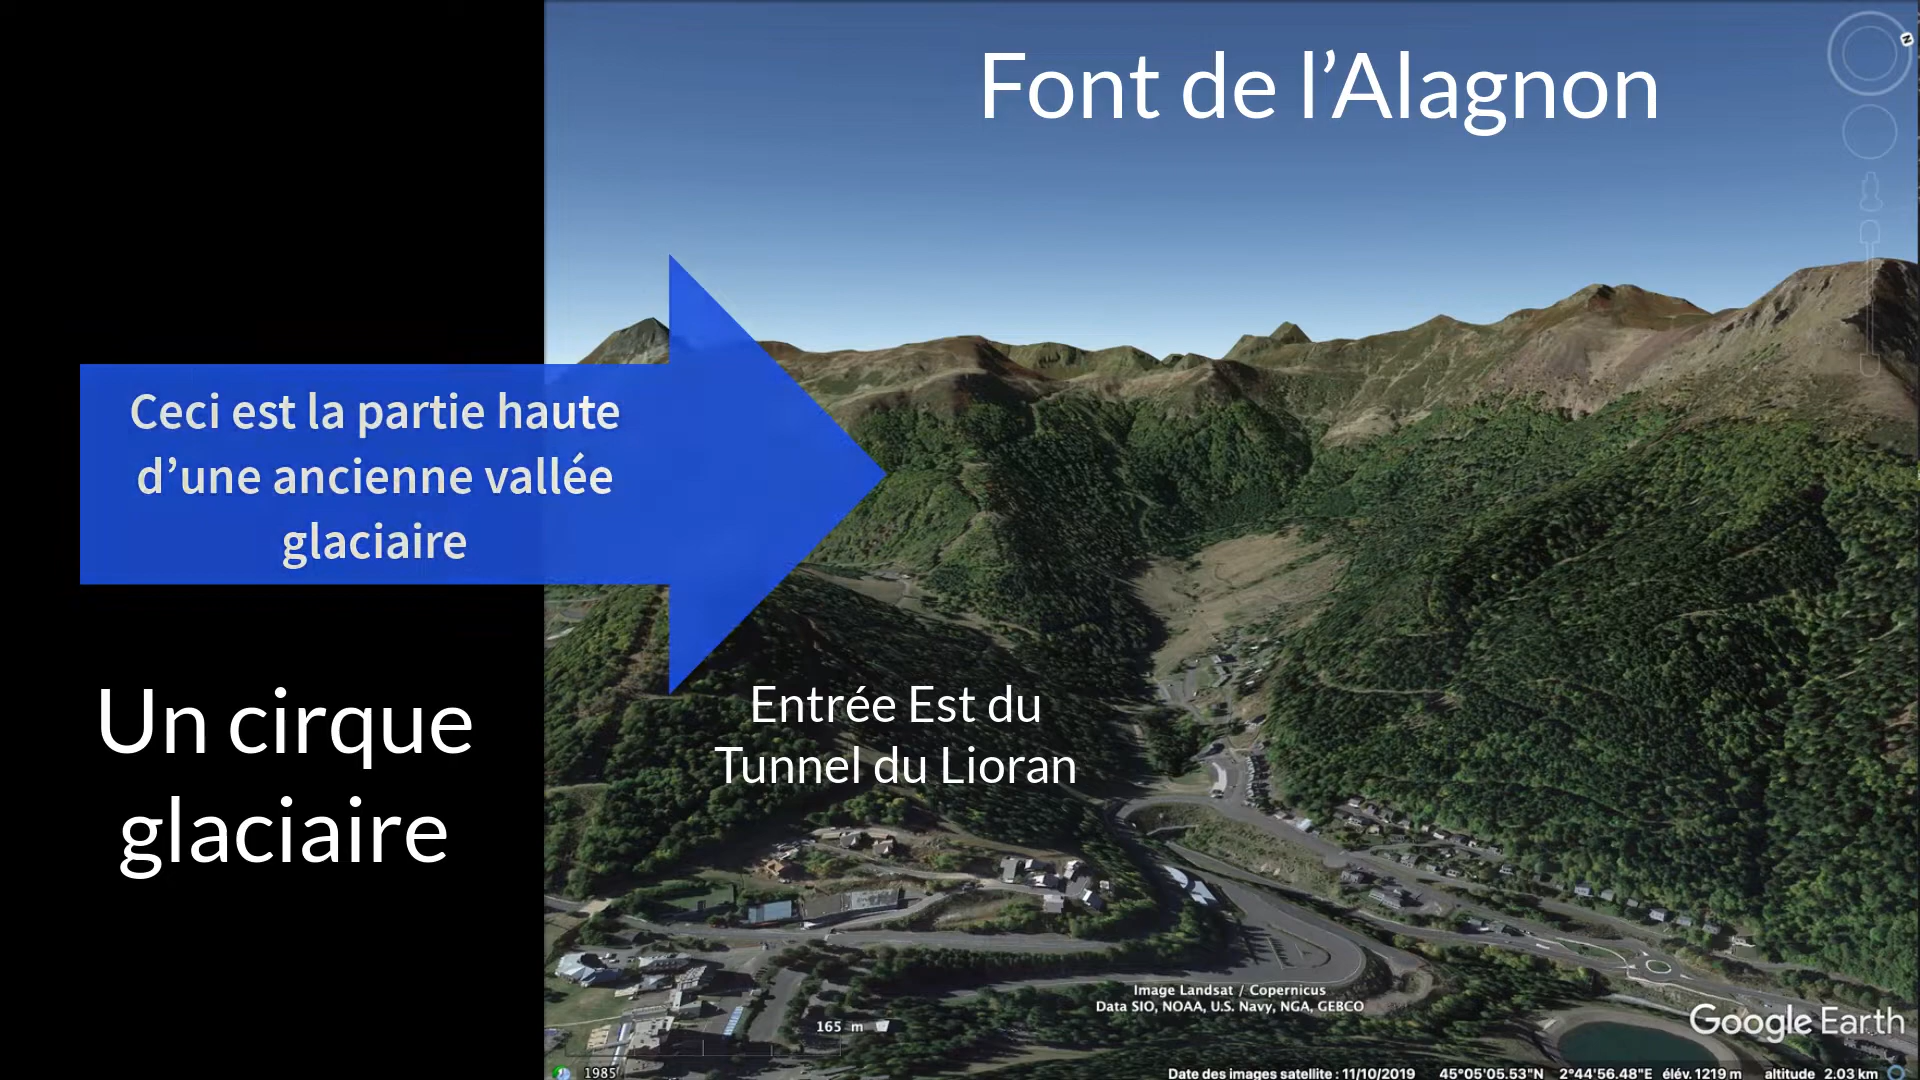 Font de l’Alagnon
N
Ceci est la partie haute
d’une ancienne vallée
glaciaire
Un cirque
glaciaire
Entrée Est du
Tunnel du Lioran
Image Landsat / Copernicus
Data SIO, NOAA, U.S. Navy, NGA, GEBCO
165 m
Google Earth
1985
Date des images satellite : 11/10/2019 45°05'05.53"N 2°44'56.48"E élév. 1219 m altitude 2.03 km